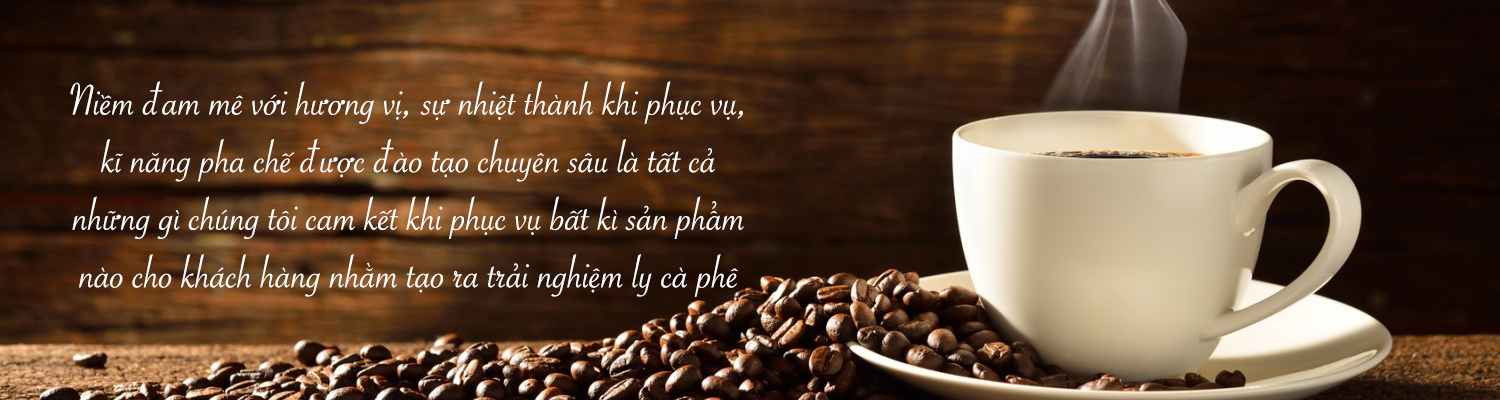 Niềm đam mê với hương vị, sự nhiệt thành khi phục vụ,
kĩ năng pha chế được đào tạo chuyên sâu là tất cả
những gì chúng tôi cam kết khi phục vụ bất kì sản phẩm
nào cho khách hàng nhằm tạo ra trải nghiệm ly cà phê